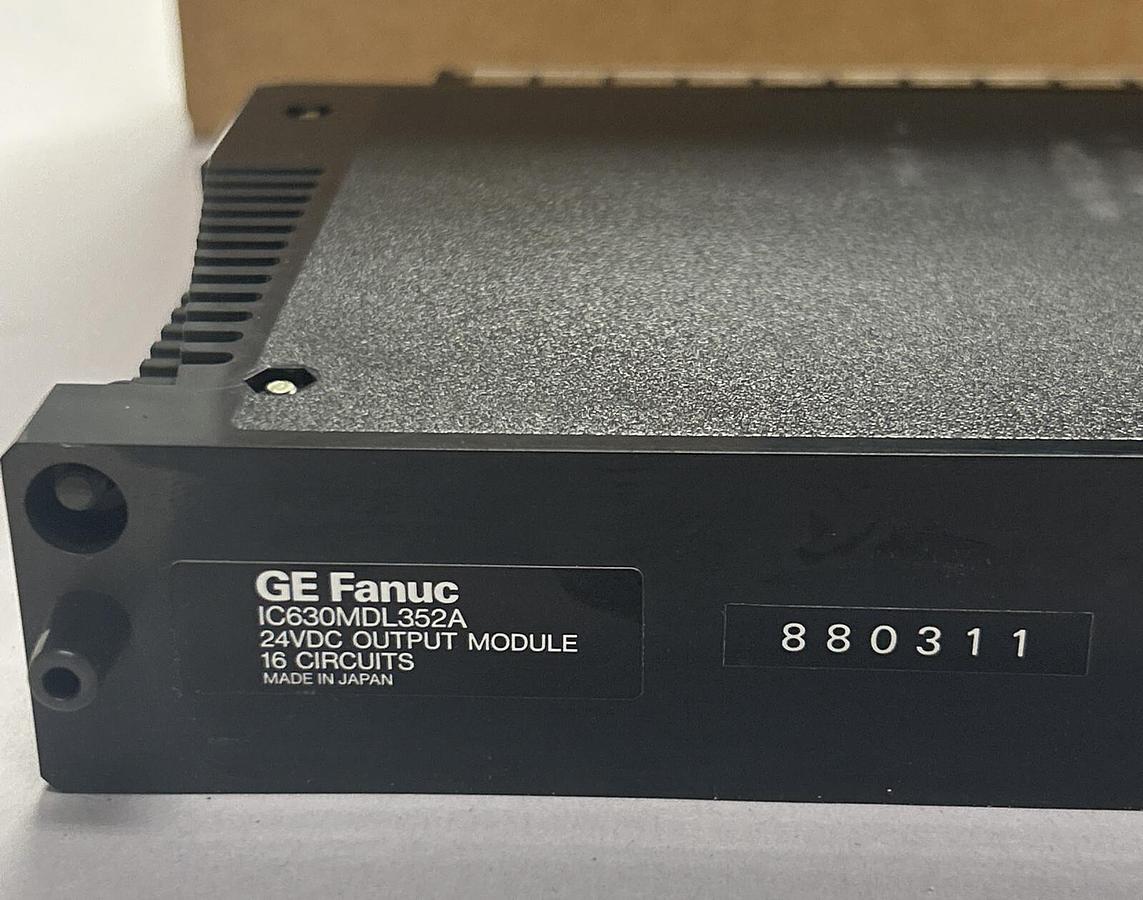 GE Fanuc
IC630MDL352A
24VDC OUTPUT MODULE
16 CIRCUITS
MADE IN JAPAN
880311